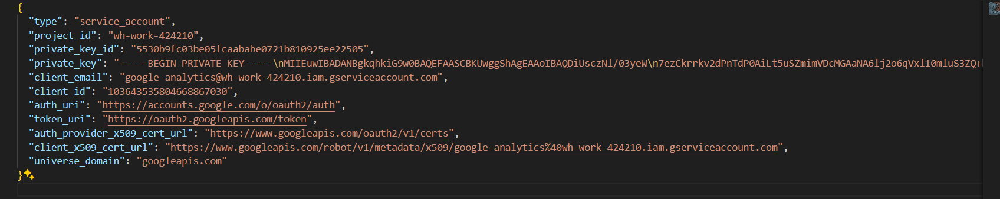 {
"type": "service_account",
"project_id": "wh-work-424210",
"private_key_id": "5530b9fc03be05fcaababe0721b810925ee22505",
"private_key": "-----BEGIN PRIVATE KEY-----\nMIIEuwIBADANBgkqhkiG9w0BAQEFAASCBKUwggShAgEAAoIBAQDiUsczNl/03yeW\n7ezCkrrkv2dPnTdP0AiLt5uSZmimVDcMGAaNA6lj2o6qVxl10mluS3ZQ+
"client_email": "google-analytics@wh-work-424210.iam.gserviceaccount.com",
"client_id": "103643535804668867030",
"auth_uri": "https://accounts.google.com/o/oauth2/auth",
"token_uri": "https://oauth2.googleapis.com/token",
"auth_provider_x509_cert_url": "https://www.googleapis.com/oauth2/v1/certs",
"client_x509_cert_url": "https://www.googleapis.com/robot/v1/metadata/x509/google-analytics%40wh-work-424210.iam.gserviceaccount.com",
"universe_domain": "googleapis.com"
}